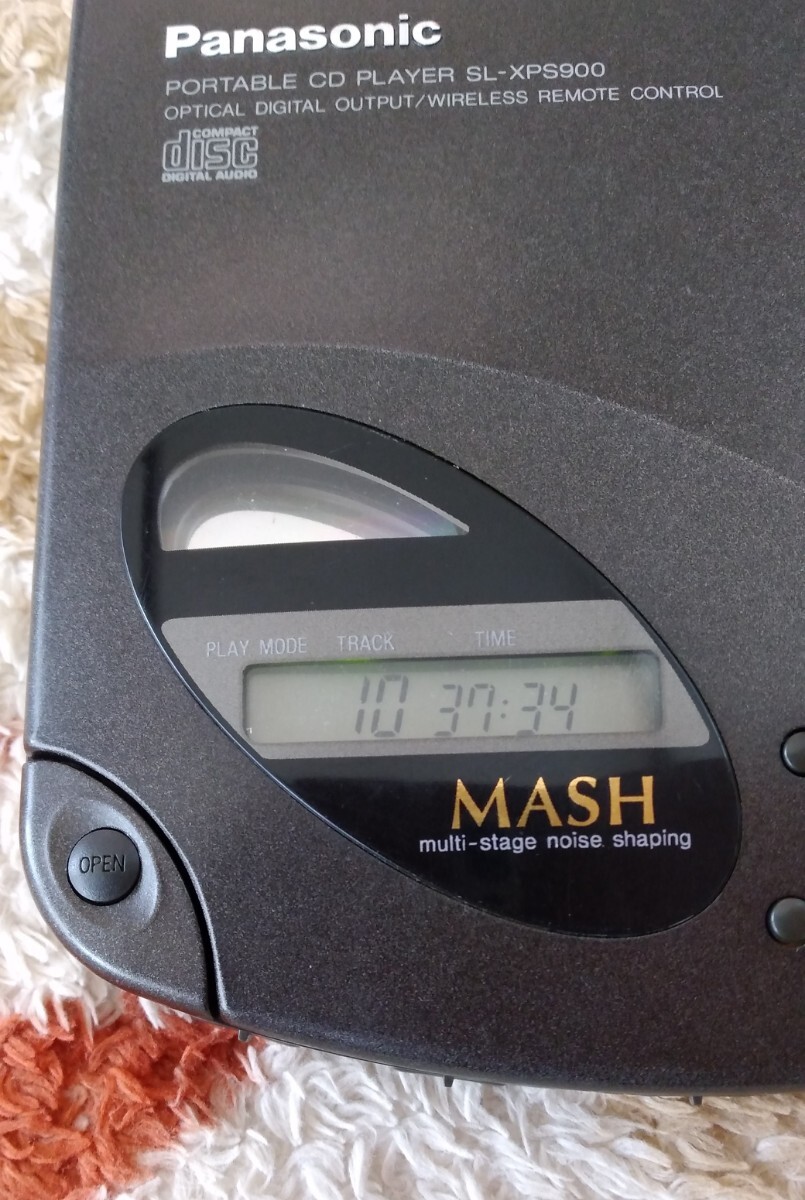 Panasonic
PORTABLE CD PLAYER SL-XPS900
OPTICAL DIGITAL OUTPUT/WIRELESS REMOTE CONTROL
COMPACT
disc
DIGITAL AUDIO
PLAY MODE TRACK TIME
10 37:34
MASH
multi-stage noise shaping
OPEN